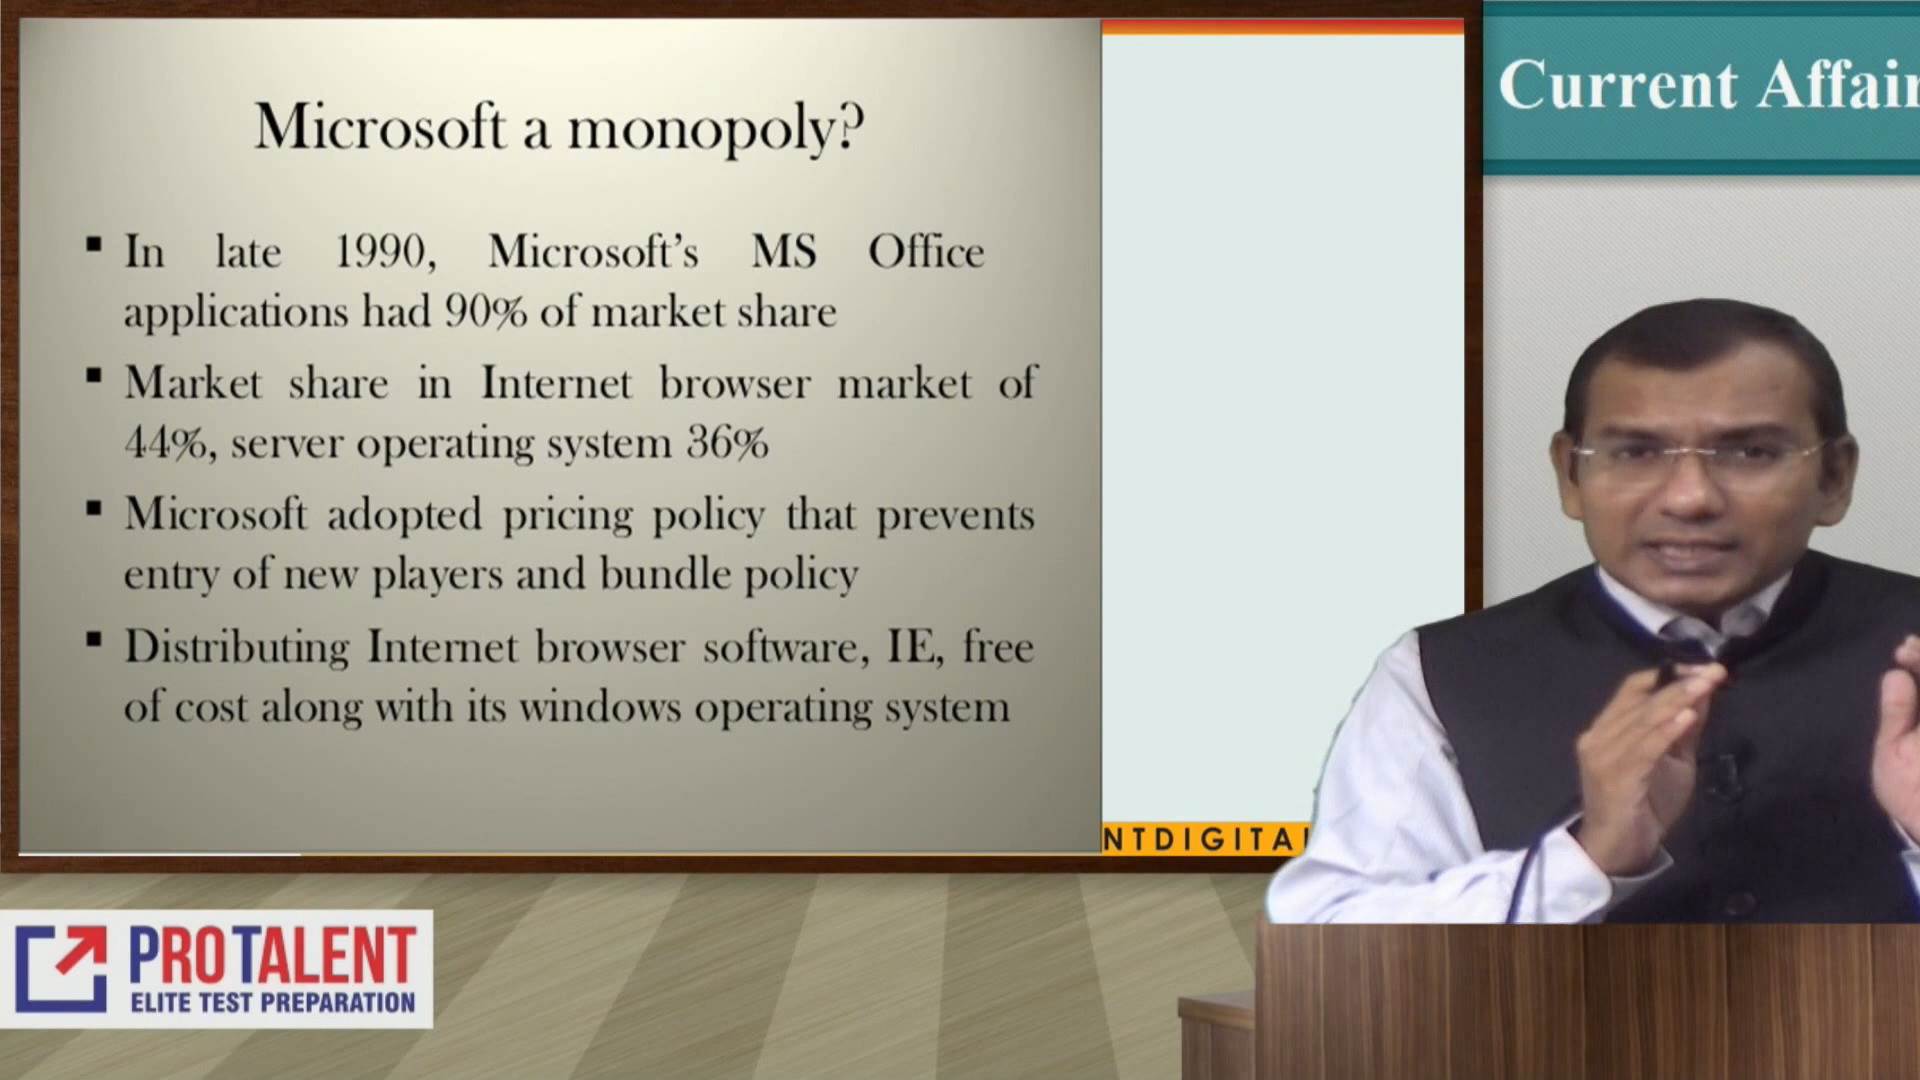 Microsoft a monopoly?
▪ In late 1990, Microsoft's MS Office
applications had 90% of market share
▪ Market share in Internet browser market of
44%, server operating system 36%
▪ Microsoft adopted pricing policy that prevents
entry of new players and bundle policy
▪ Distributing Internet browser software, IE, free
of cost along with its windows operating system
Current Affair
NTDIGITA
PROTALENT
ELITE TEST PREPARATION